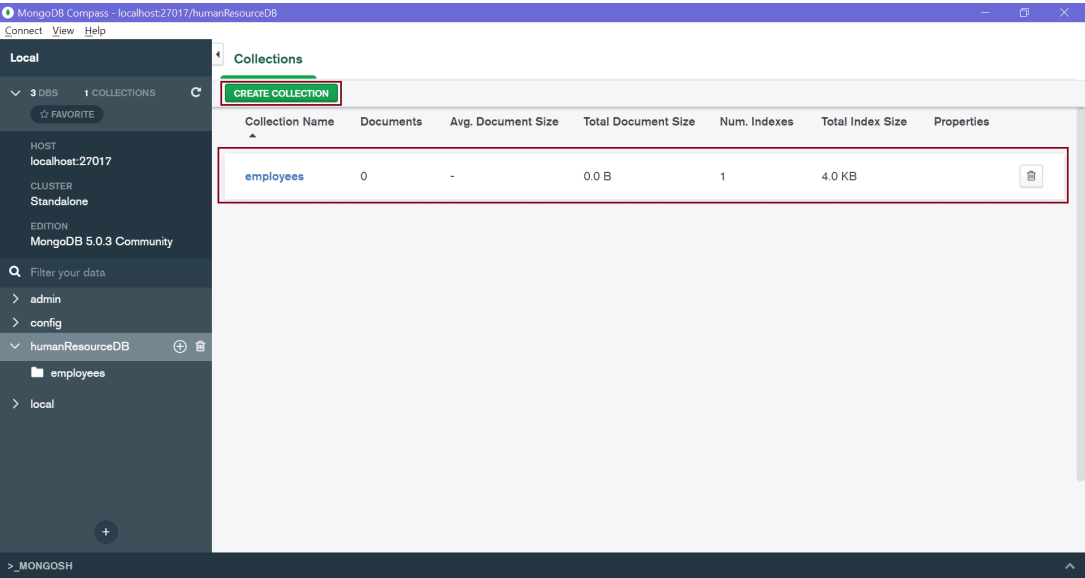 MongoDB Compass - localhost:27017/humanResourceDB
Connect View Help
Local
3 DBS 1 COLLECTIONS
FAVORITE
HOST
localhost:27017
CLUSTER
Standalone
EDITION
MongoDB 5.0.3 Community
Filter your data
admin
config
humanResourceDB
employees
local
>_MONGOSH
Collections
CREATE COLLECTION
Collection Name Documents Avg. Document Size Total Document Size Num. Indexes Total Index Size Properties
employees 0 - 0.0 B 1 4.0 KB